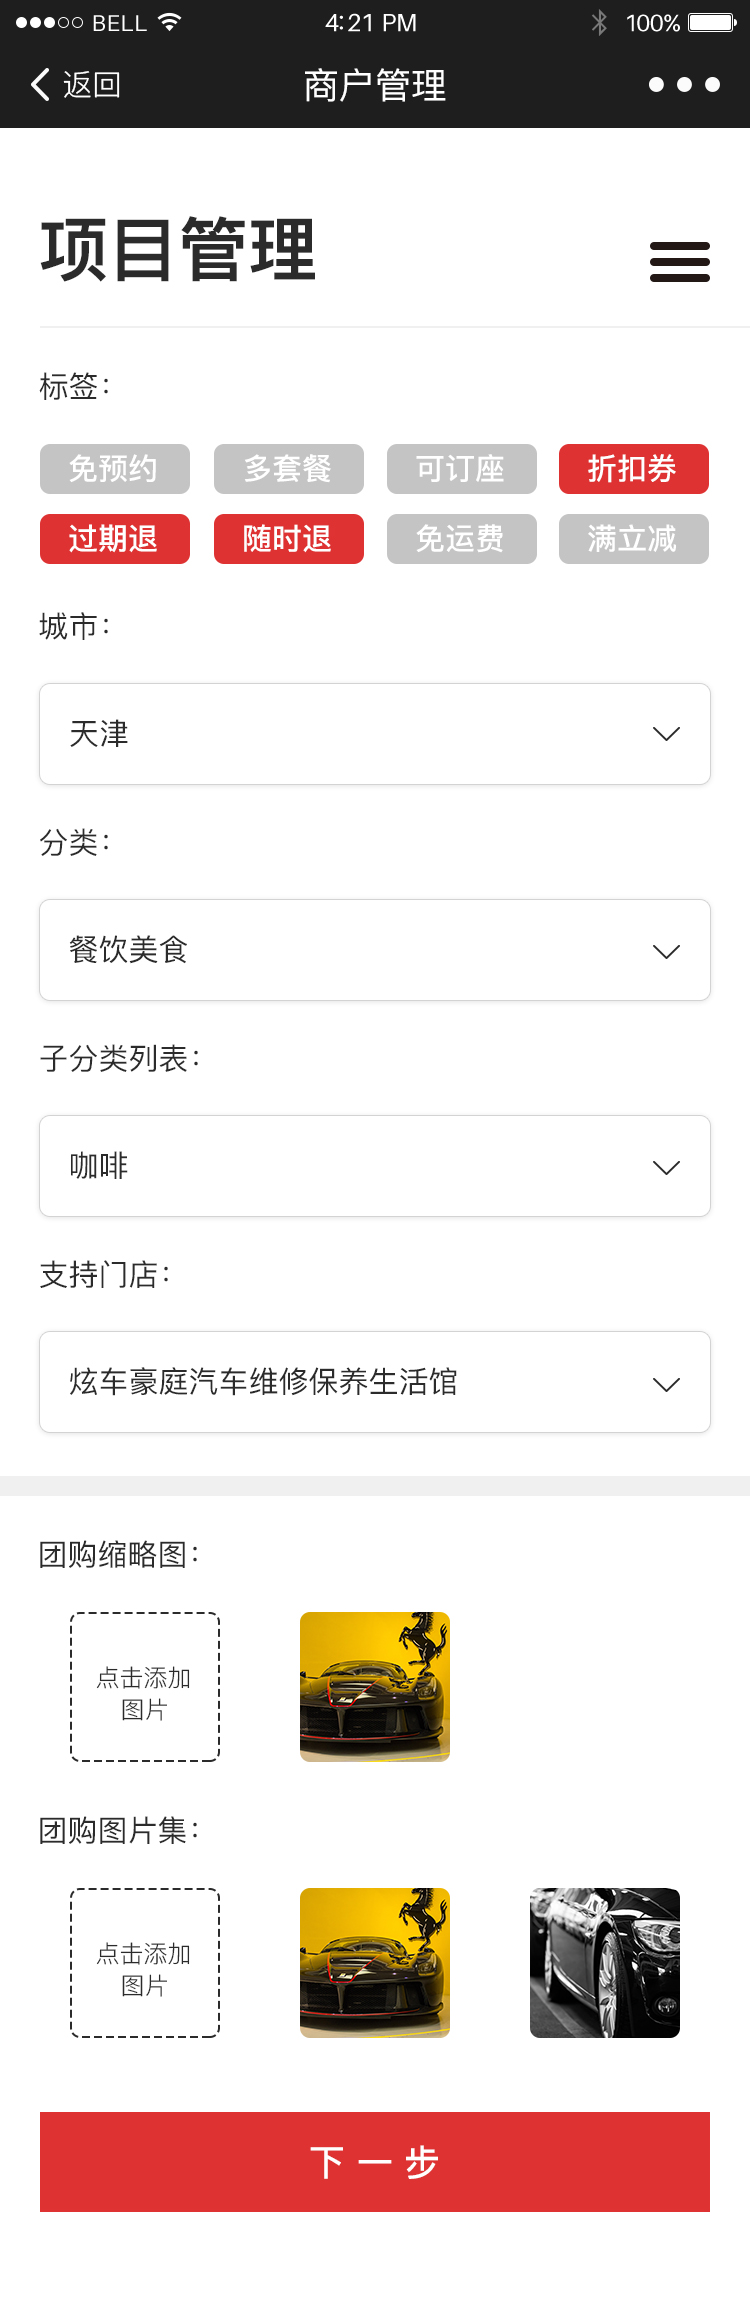 BELL 4:21 PM 100%
返回 商户管理
项目管理
标签：
免预约 多套餐 可订座 折扣券
过期退 随时退 免运费 满立减
城市：
天津
分类：
餐饮美食
子分类列表：
咖啡
支持门店：
炫车豪庭汽车维修保养生活馆
团购缩略图：
点击添加
图片
团购图片集：
点击添加
图片
下一步